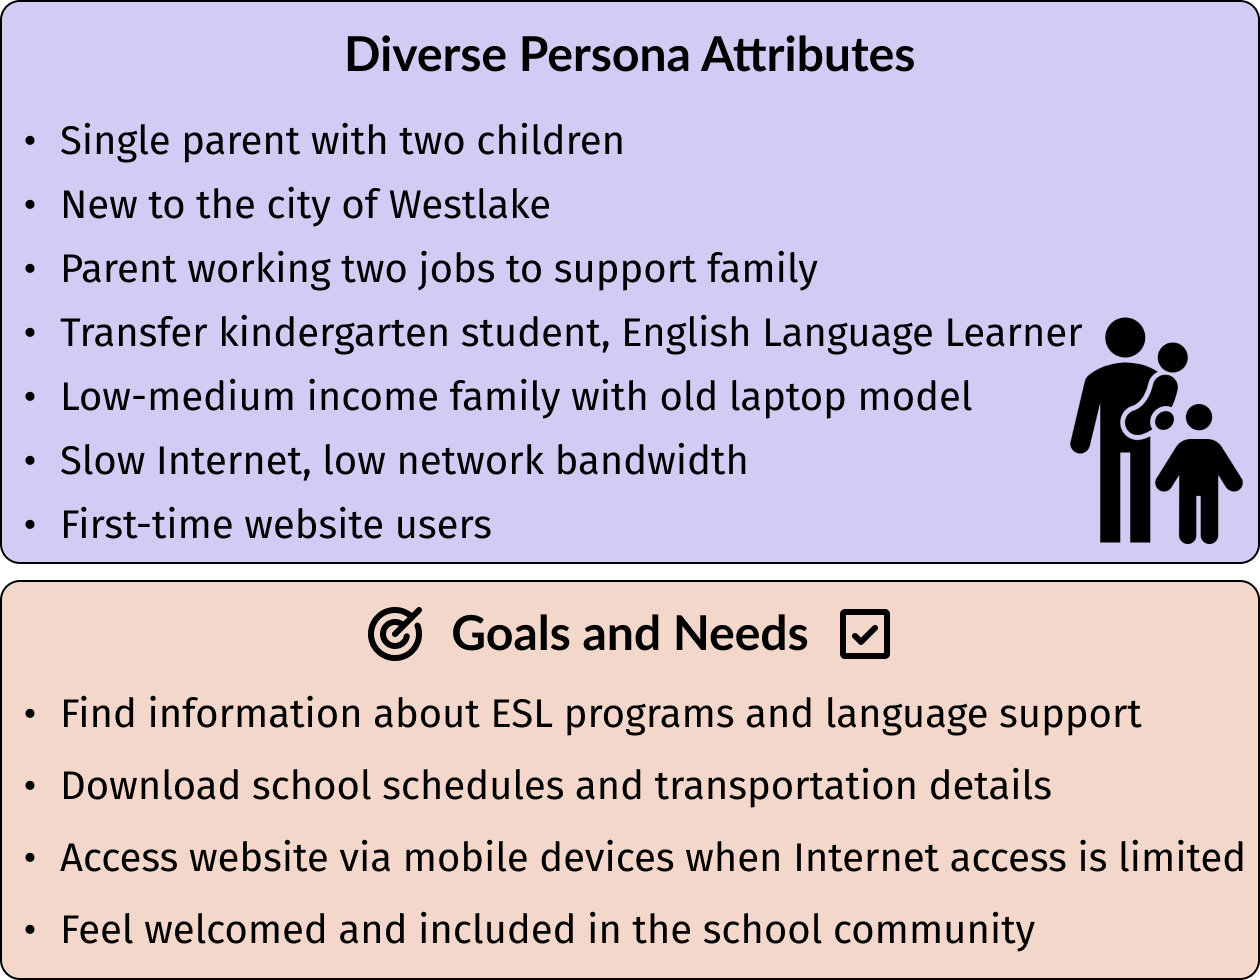 Diverse Persona Attributes
• Single parent with two children
• New to the city of Westlake
• Parent working two jobs to support family
• Transfer kindergarten student, English Language Learner
• Low-medium income family with old laptop model
• Slow Internet, low network bandwidth
• First-time website users
Goals and Needs
• Find information about ESL programs and language support
• Download school schedules and transportation details
• Access website via mobile devices when Internet access is limited
• Feel welcomed and included in the school community